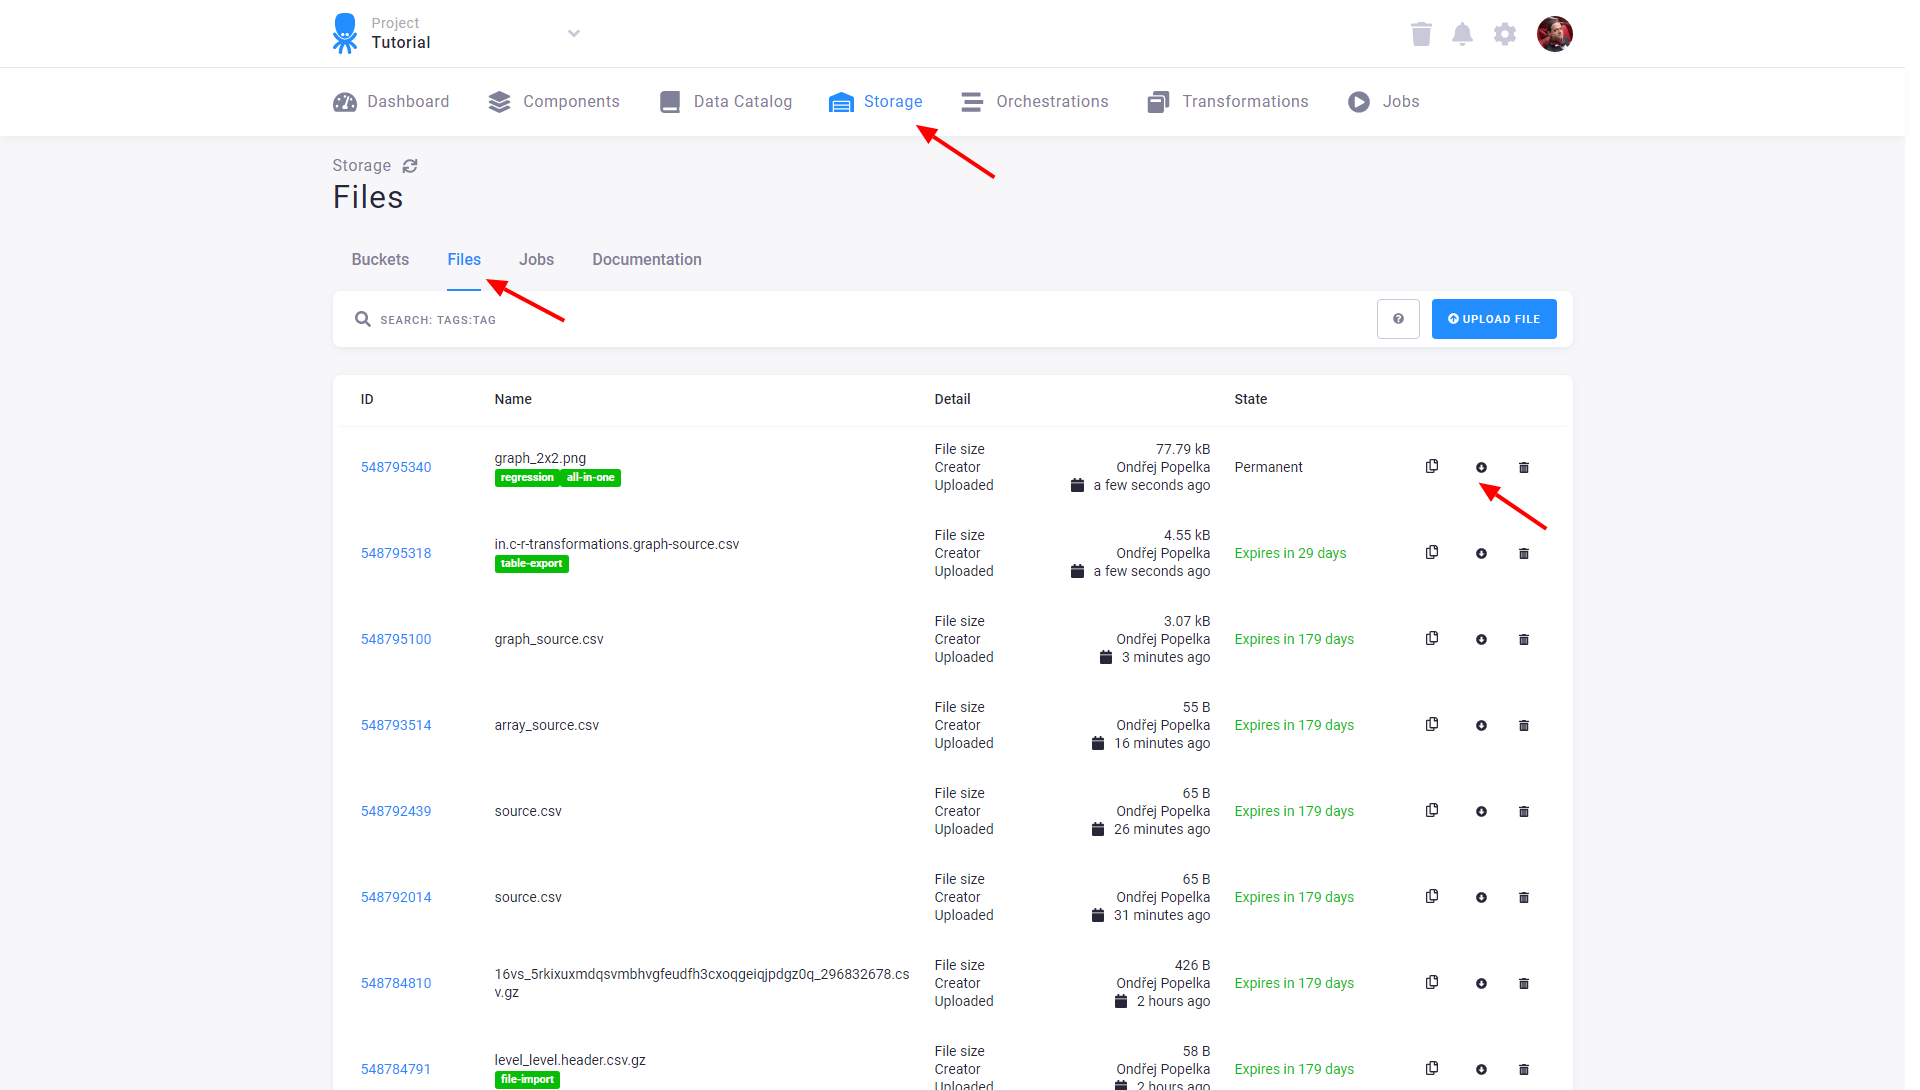 Project
Tutorial
Dashboard Components Data Catalog Storage Orchestrations Transformations Jobs
Storage
Files
Buckets Files Jobs Documentation
SEARCH: TAGS:TAG UPLOAD FILE
ID Name Detail State
548795340 graph_2x2.png File size 77.79 kB
regression all-in-one Creator Ondřej Popelka Permanent
Uploaded a few seconds ago
548795318 in.c-r-transformations.graph-source.csv File size 4.55 kB
table-export Creator Ondřej Popelka Expires in 29 days
Uploaded a few seconds ago
File size 3.07 kB
548795100 graph_source.csv Creator Ondřej Popelka Expires in 179 days
Uploaded 3 minutes ago
File size 55 B
548793514 array_source.csv Creator Ondřej Popelka Expires in 179 days
Uploaded 16 minutes ago
File size 65 B
548792439 source.csv Creator Ondřej Popelka Expires in 179 days
Uploaded 26 minutes ago
File size 65 B
548792014 source.csv Creator Ondřej Popelka Expires in 179 days
Uploaded 31 minutes ago
548784810 16vs_5rkixuxmdqsvmbhvgfeudfh3cxoqgeiqjpdgz0q_296832678.cs File size 426 B
v.gz Creator Ondřej Popelka Expires in 179 days
Uploaded 2 hours ago
548784791 level_level.header.csv.gz File size 58 B
file-import Creator Ondřej Popelka Expires in 179 days
Uploaded 2 hours ago